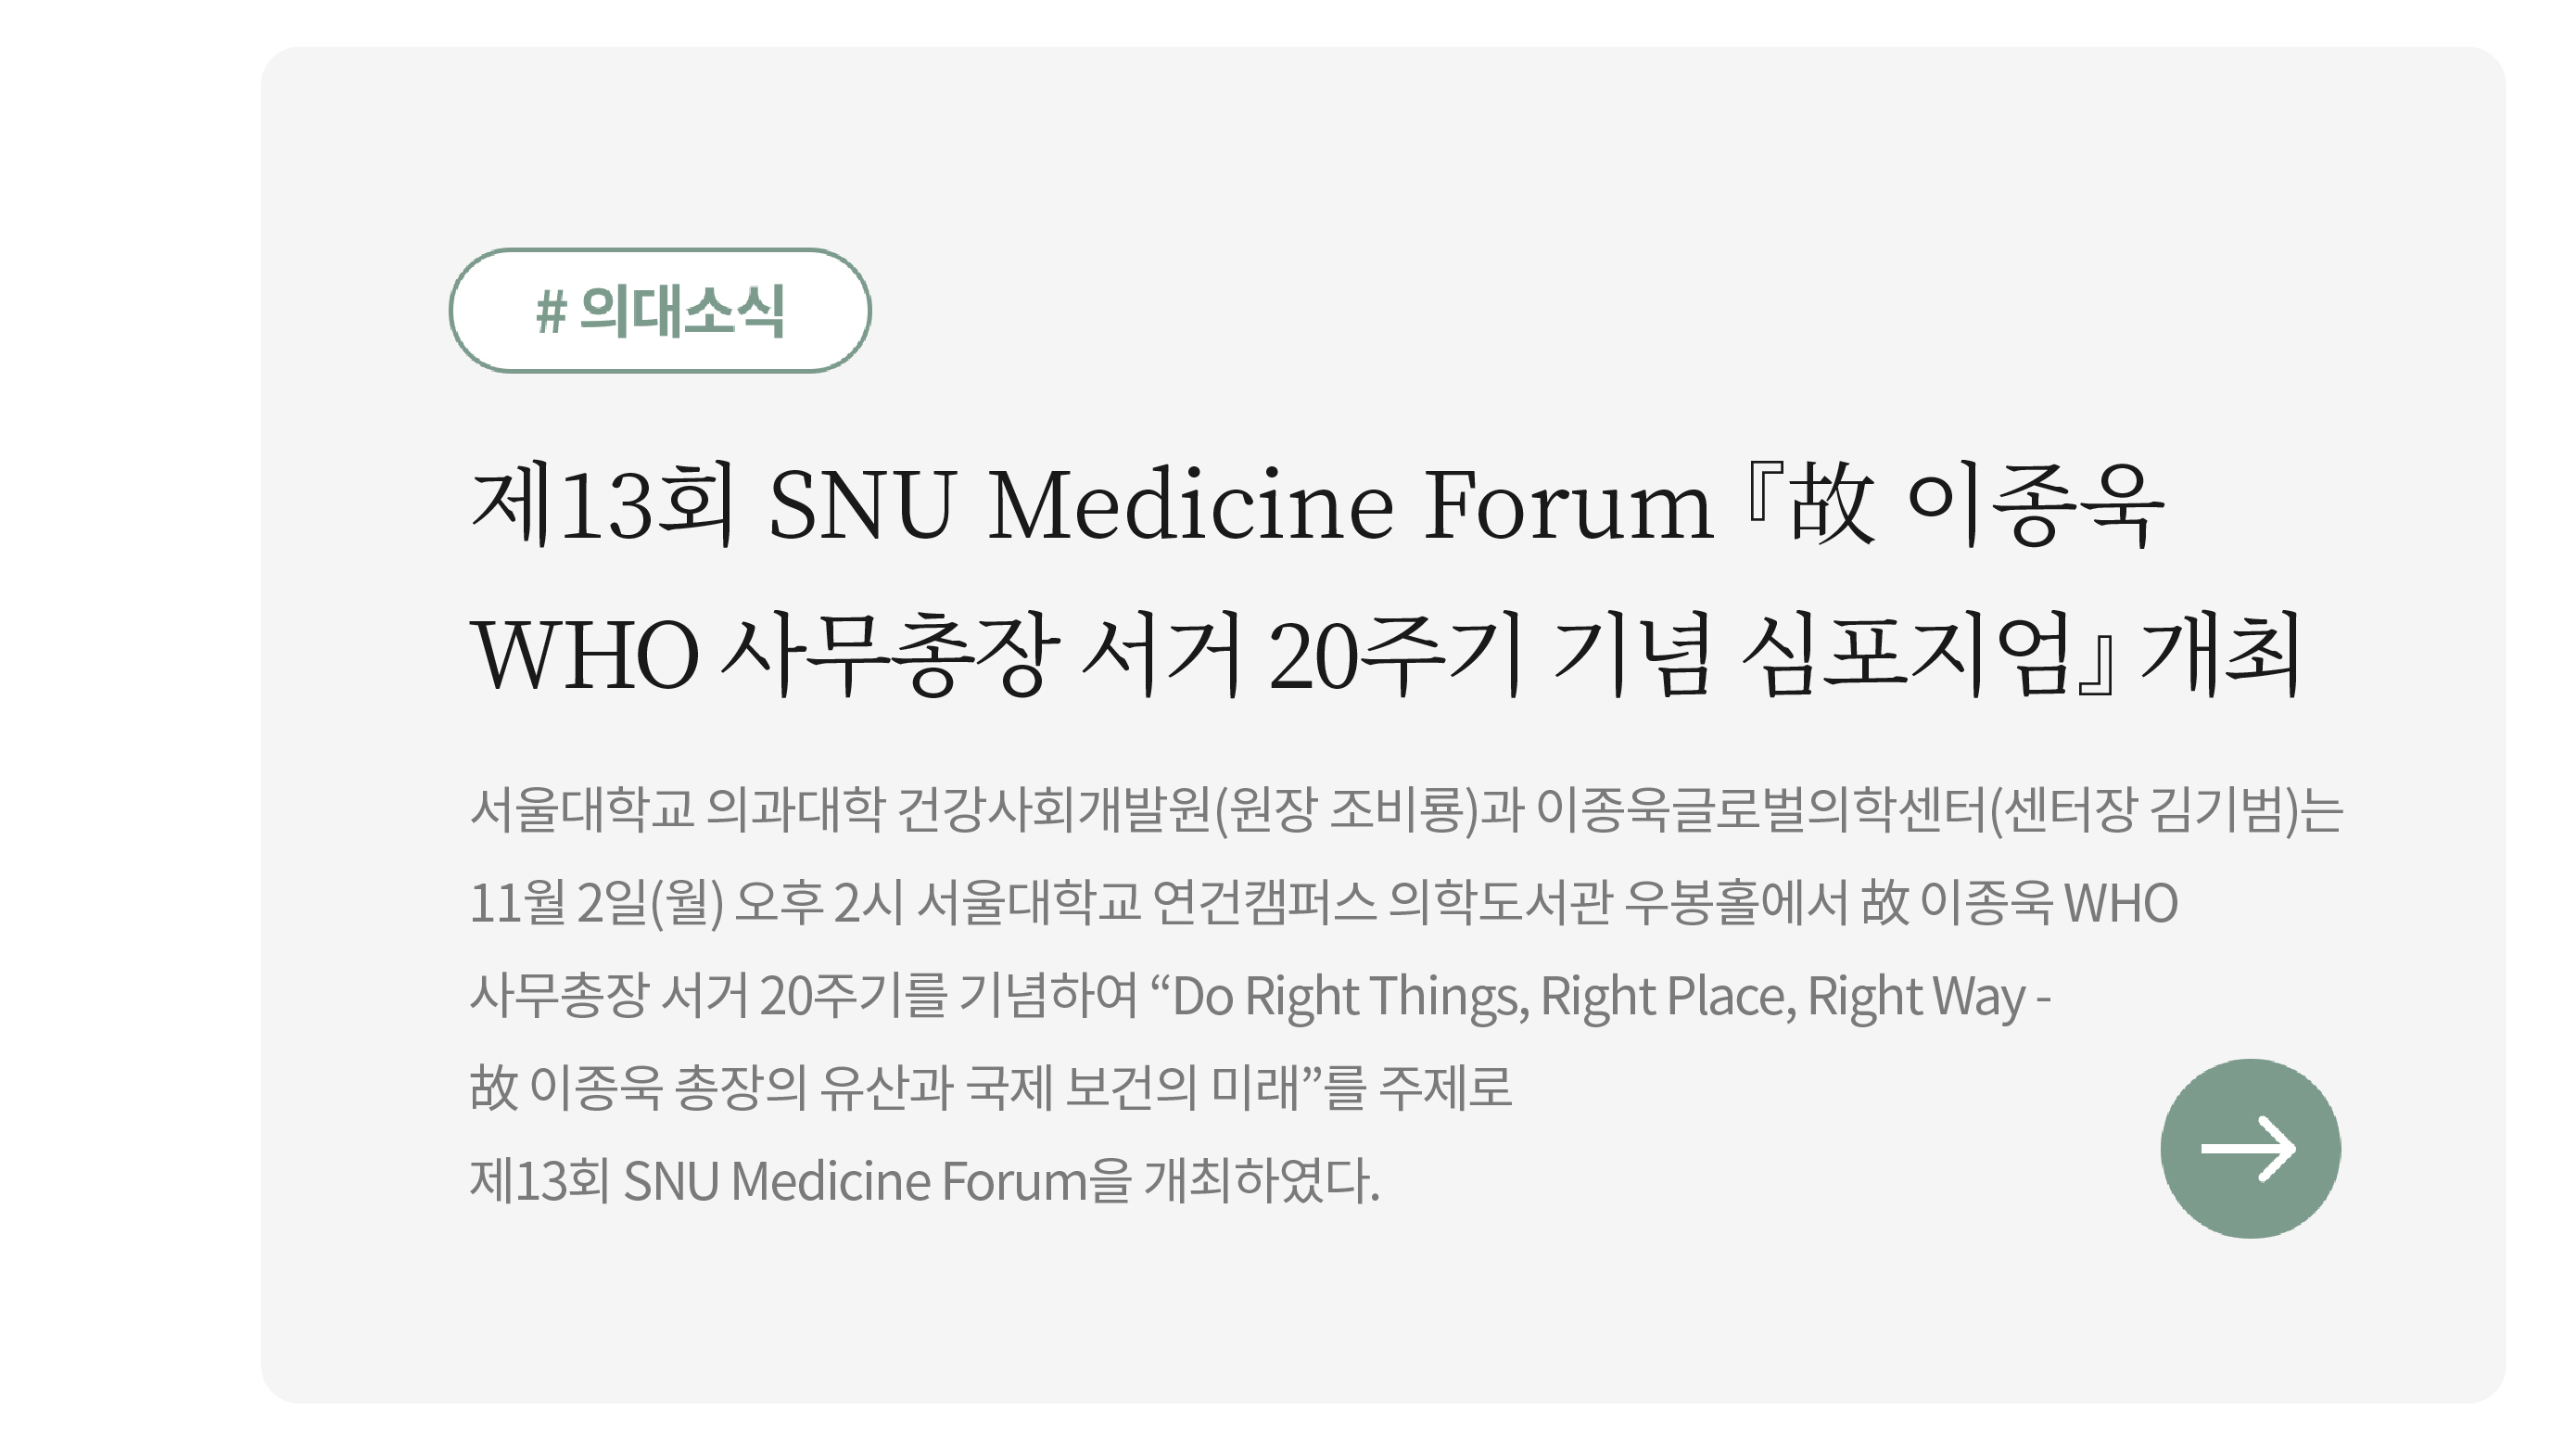 # 의대소식
제13회 SNU Medicine Forum『故 이종욱
WHO 사무총장 서거 20주기 기념 심포지엄』개최
서울대학교 의과대학 건강사회개발원(원장 조비룡)과 이종욱글로벌의학센터(센터장 김기범)는
11월 2일(월) 오후 2시 서울대학교 연건캠퍼스 의학도서관 우봉홀에서 故 이종욱 WHO
사무총장 서거 20주기를 기념하여 “Do Right Things, Right Place, Right Way -
故 이종욱 총장의 유산과 국제 보건의 미래”를 주제로
제13회 SNU Medicine Forum을 개최하였다.